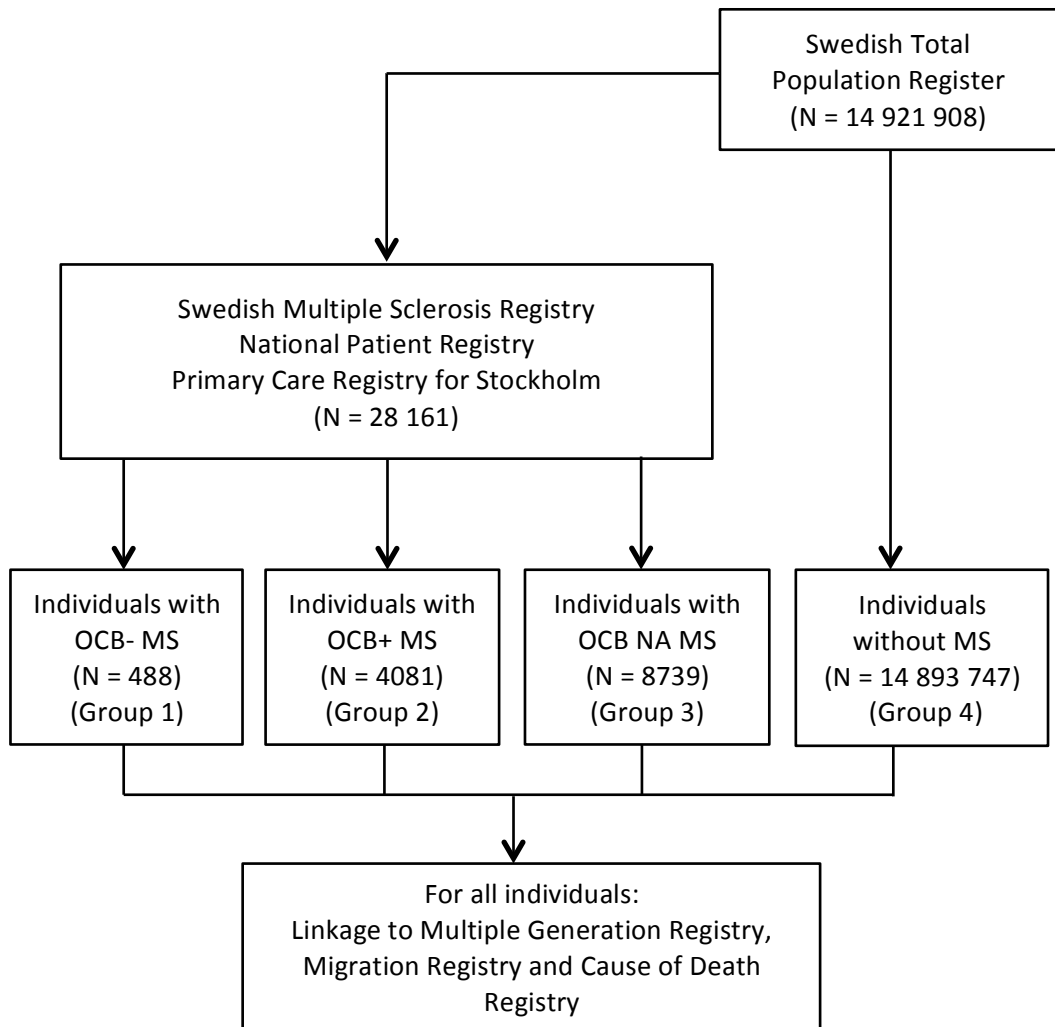 Swedish Total
Population Register
(N = 14 921 908)
Swedish Multiple Sclerosis Registry
National Patient Registry
Primary Care Registry for Stockholm
(N = 28 161)
Individuals with
OCB- MS
(N = 488)
(Group 1)
Individuals with
OCB+ MS
(N = 4081)
(Group 2)
Individuals with
OCB NA MS
(N = 8739)
(Group 3)
Individuals
without MS
(N = 14 893 747)
(Group 4)
For all individuals:
Linkage to Multiple Generation Registry,
Migration Registry and Cause of Death
Registry